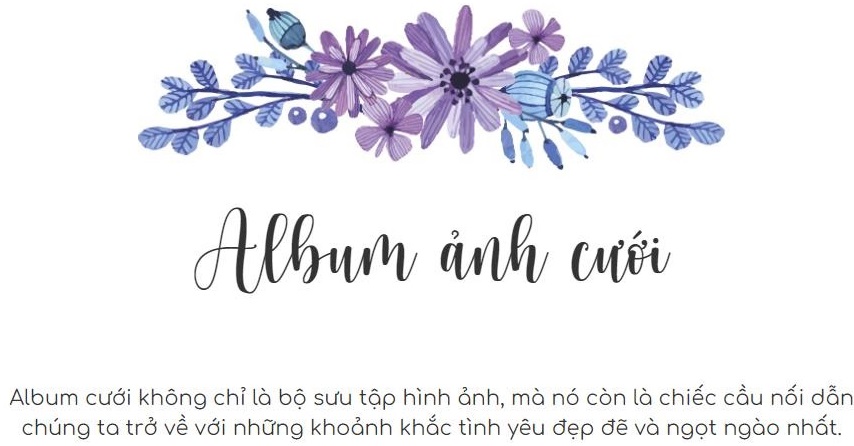 Album ảnh cưới
Album cưới không chỉ là bộ sưu tập hình ảnh, mà nó còn là chiếc cầu nối dẫn
chúng ta trở về với những khoảnh khắc tình yêu đẹp đẽ và ngọt ngào nhất.